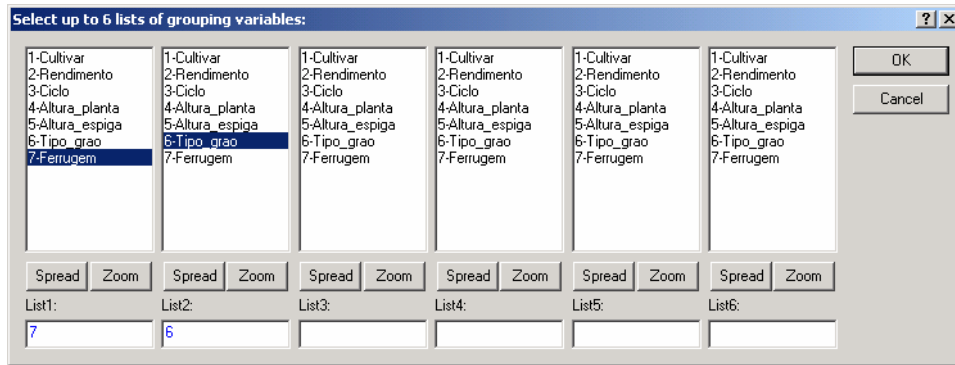 Select up to 6 lists of grouping variables:
1-Cultivar 1-Cultivar 1-Cultivar 1-Cultivar 1-Cultivar 1-Cultivar
2-Rendimento 2-Rendimento 2-Rendimento 2-Rendimento 2-Rendimento 2-Rendimento
3-Ciclo 3-Ciclo 3-Ciclo 3-Ciclo 3-Ciclo 3-Ciclo
4-Altura_planta 4-Altura_planta 4-Altura_planta 4-Altura_planta 4-Altura_planta 4-Altura_planta
5-Altura_espiga 5-Altura_espiga 5-Altura_espiga 5-Altura_espiga 5-Altura_espiga 5-Altura_espiga
6-Tipo_grao 6-Tipo_grao 6-Tipo_grao 6-Tipo_grao 6-Tipo_grao 6-Tipo_grao
7-Ferrugem 7-Ferrugem 7-Ferrugem 7-Ferrugem 7-Ferrugem 7-Ferrugem
OK
Cancel
Spread Zoom Spread Zoom Spread Zoom Spread Zoom Spread Zoom Spread Zoom
List1: List2: List3: List4: List5: List6:
7 6